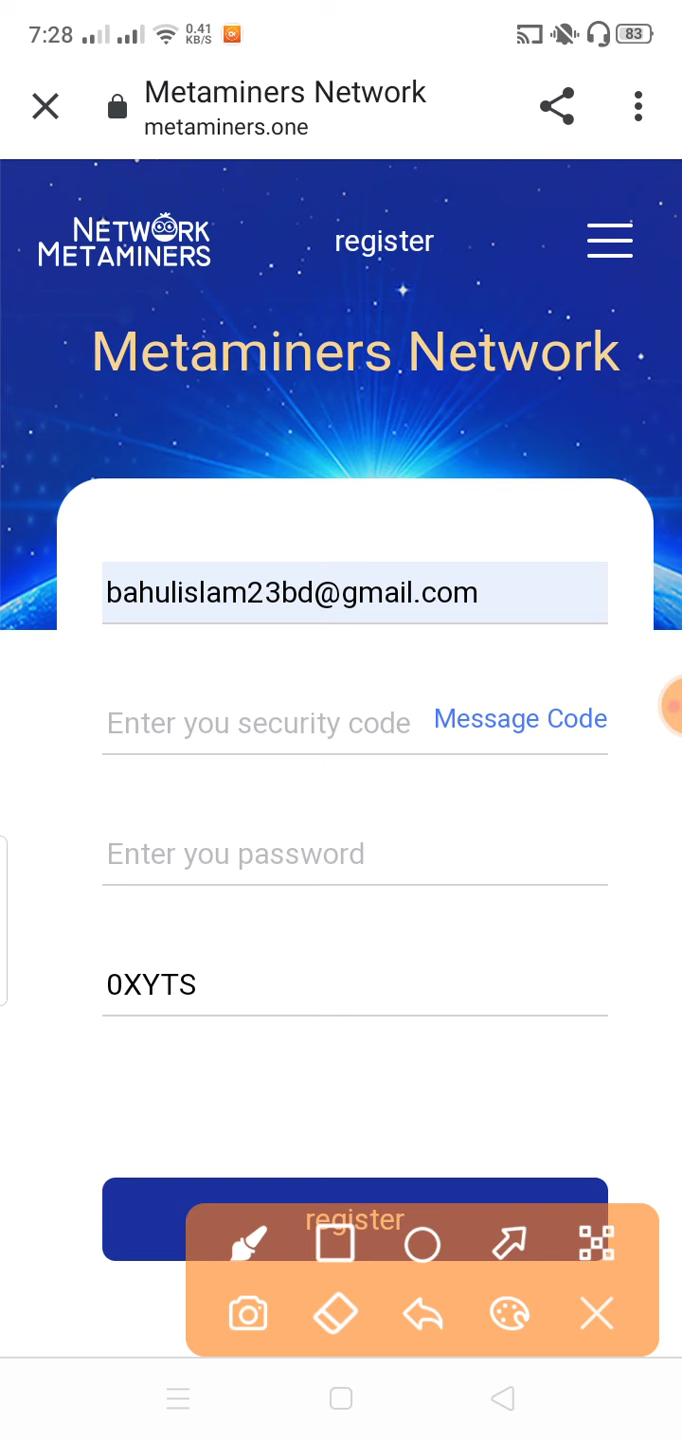 7:28
0.41
KB/S
83
Metaminers Network
metaminers.one
NETWORK
METAMINERS
register
Metaminers Network
bahulislam23bd@gmail.com
Enter you security code
Message Code
Enter you password
0XYTS
register